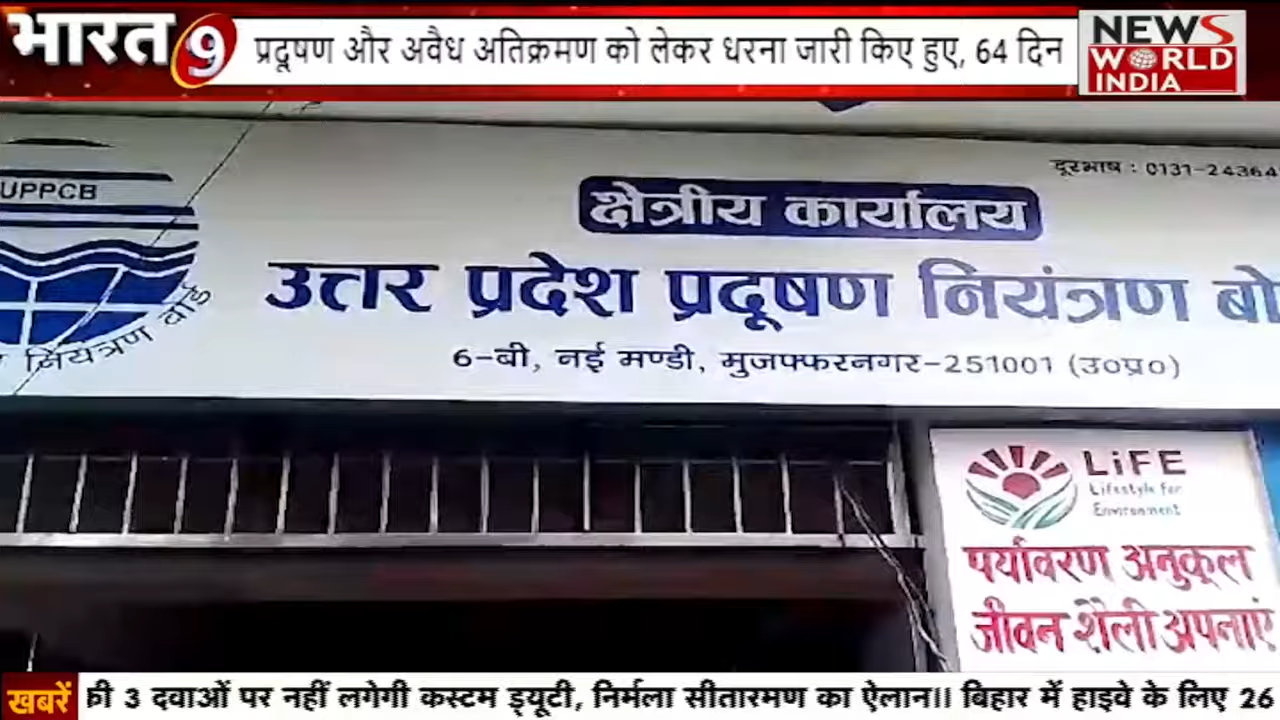 भारत 9
प्रदूषण और अवैध अतिक्रमण को लेकर धरना जारी किए हुए, 64 दिन
NEWS
WORLD
INDIA
दूरभाष : 0131-24364
UPPCB
क्षेत्रीय कार्यालय
उत्तर प्रदेश प्रदूषण नियंत्रण बो
नियंत्रण बोर्ड
6-बी, नई मण्डी, मुजफ्फरनगर-251001 (उ०प्र०)
LiFE
Lifestyle for
Environment
पर्यावरण अनुकूल
जीवन शैली अपनाएं
खबरें
की 3 दवाओं पर नहीं लगेगी कस्टम ड्यूटी, निर्मला सीतारमण का ऐलान।। बिहार में हाइवे के लिए 26